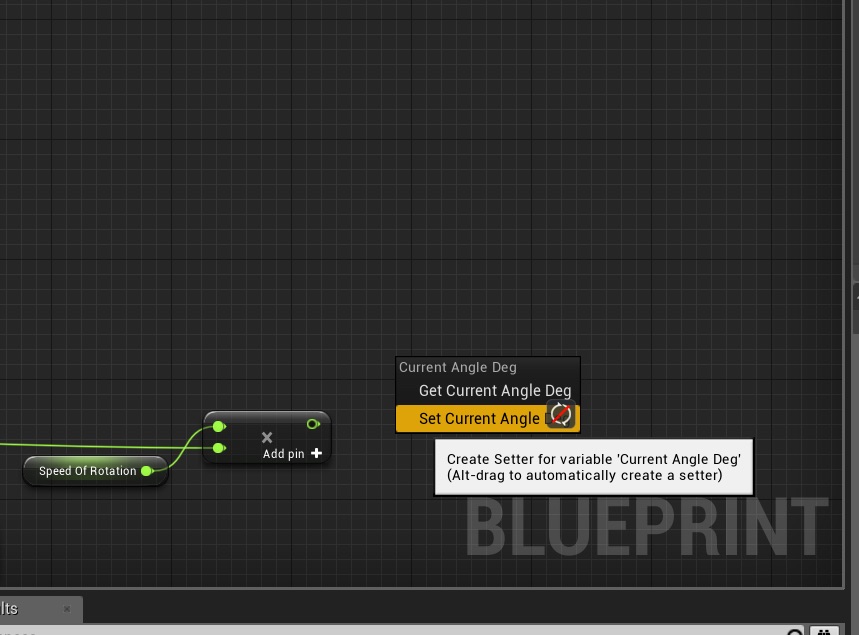 Current Angle Deg
Get Current Angle Deg
Set Current Angle
×
Speed Of Rotation
Add pin +
Create Setter for variable 'Current Angle Deg'
(Alt-drag to automatically create a setter)
BLUEPRINT
lts